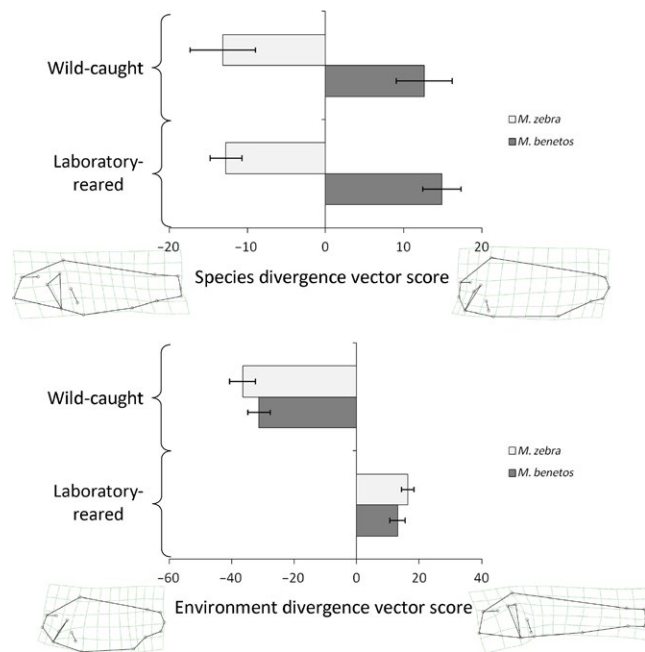 Wild-caught
M. zebra
M. benetos
Laboratory-
reared
−20
−10
0
10
20
Species divergence vector score
Wild-caught
M. zebra
M. benetos
Laboratory-
reared
−60
−40
−20
0
20
40
Environment divergence vector score